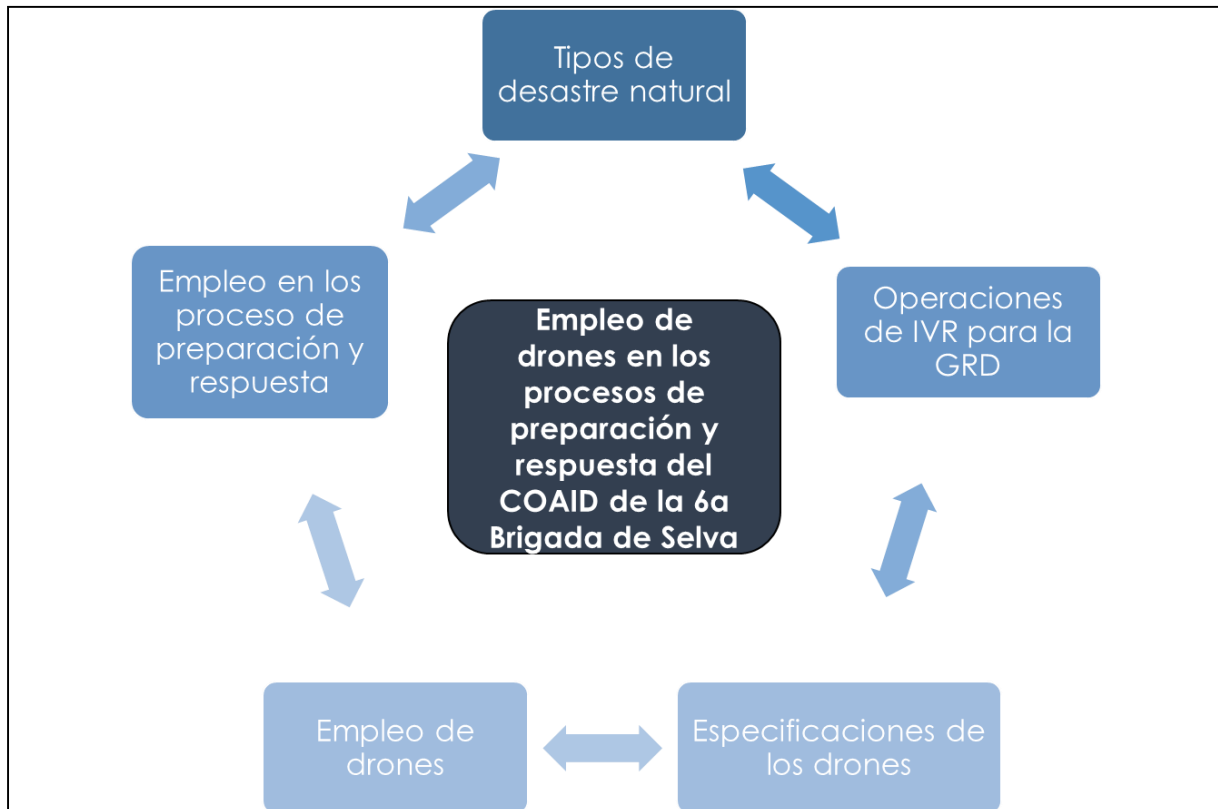 Tipos de
desastre natural
Empleo en los
proceso de
preparación y
respuesta
Operaciones
de IVR para la
GRD
Empleo de
drones en los
procesos de
preparación y
respuesta del
COAID de la 6a
Brigada de Selva
Empleo de
drones
Especificaciones de
los drones